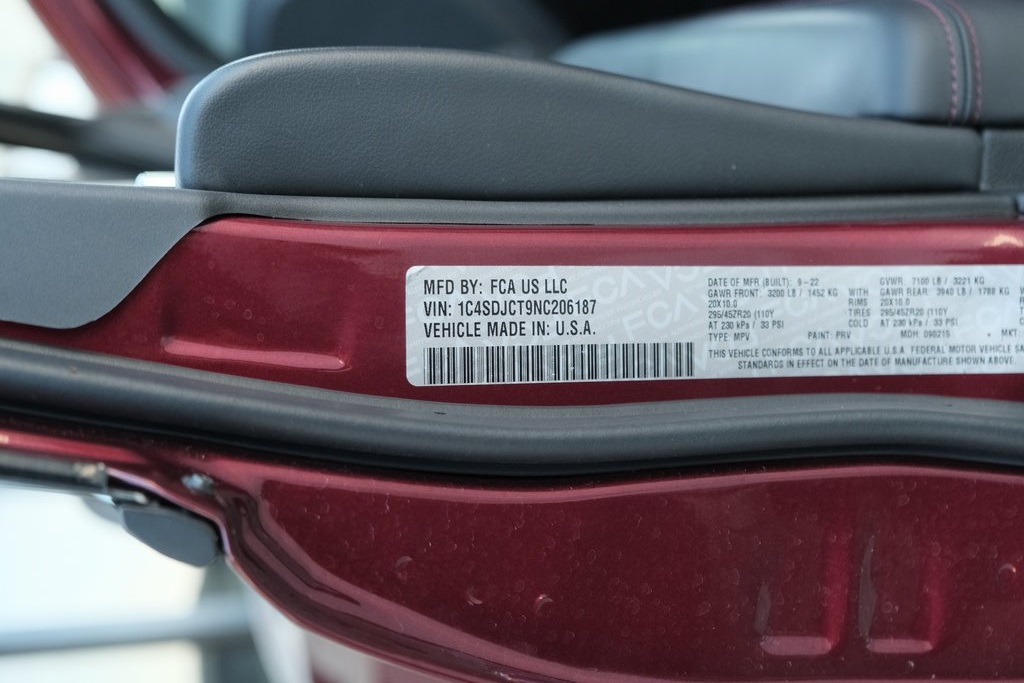 MFD BY: FCA US LLC
VIN: 1C4SDJCT9NC206187
VEHICLE MADE IN: U.S.A.
DATE OF MFR (BUILT): 9-22 GVWR: 7100 LB / 3221 KG
GAWR FRONT: 3200 LB / 1452 KG WITH GAWR REAR: 3940 LB / 1788 KG
20X10.0 RIMS 20X10.0
295/45ZR20 (110Y TIRES 295/45ZR20 (110Y
AT 230 kPa / 33 PSI COLD AT 230 kPa / 33 PSI
TYPE: MPV PAINT: PRV MDH: 090215 MKT:
THIS VEHICLE CONFORMS TO ALL APPLICABLE U.S.A. FEDERAL MOTOR VEHICLE SA
STANDARDS IN EFFECT ON THE DATE OF MANUFACTURE SHOWN ABOVE.